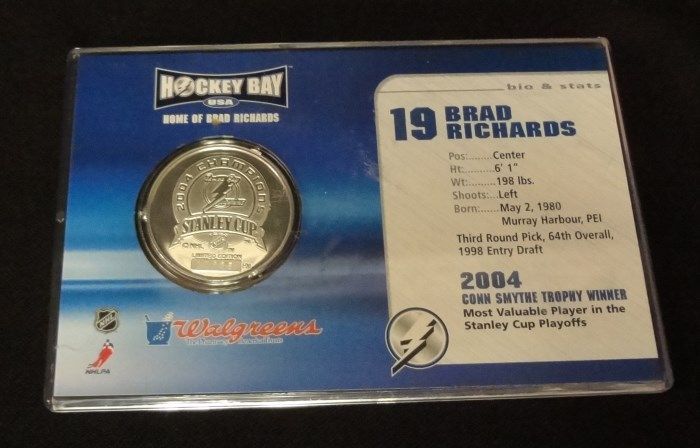 HOCKEY BAY
USA
HOME OF BRAD RICHARDS
2004 CHAMPIONS
STANLEY CUP
©NHL
LIMITED EDITION
NHL
NHLPA
Walgreens
bio & stats
19 BRAD
RICHARDS
Pos:........Center
Ht:.........6' 1"
Wt:........198 lbs.
Shoots:...Left
Born:......May 2, 1980
Murray Harbour, PEI
Third Round Pick, 64th Overall,
1998 Entry Draft
2004
CONN SMYTHE TROPHY WINNER
Most Valuable Player in the
Stanley Cup Playoffs